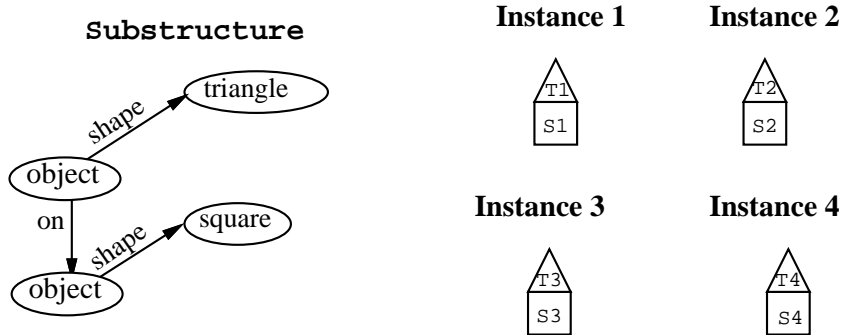 Substructure
triangle
shape
object
on
shape
square
object
Instance 1
Instance 2
T1
S1
T2
S2
Instance 3
Instance 4
T3
S3
T4
S4